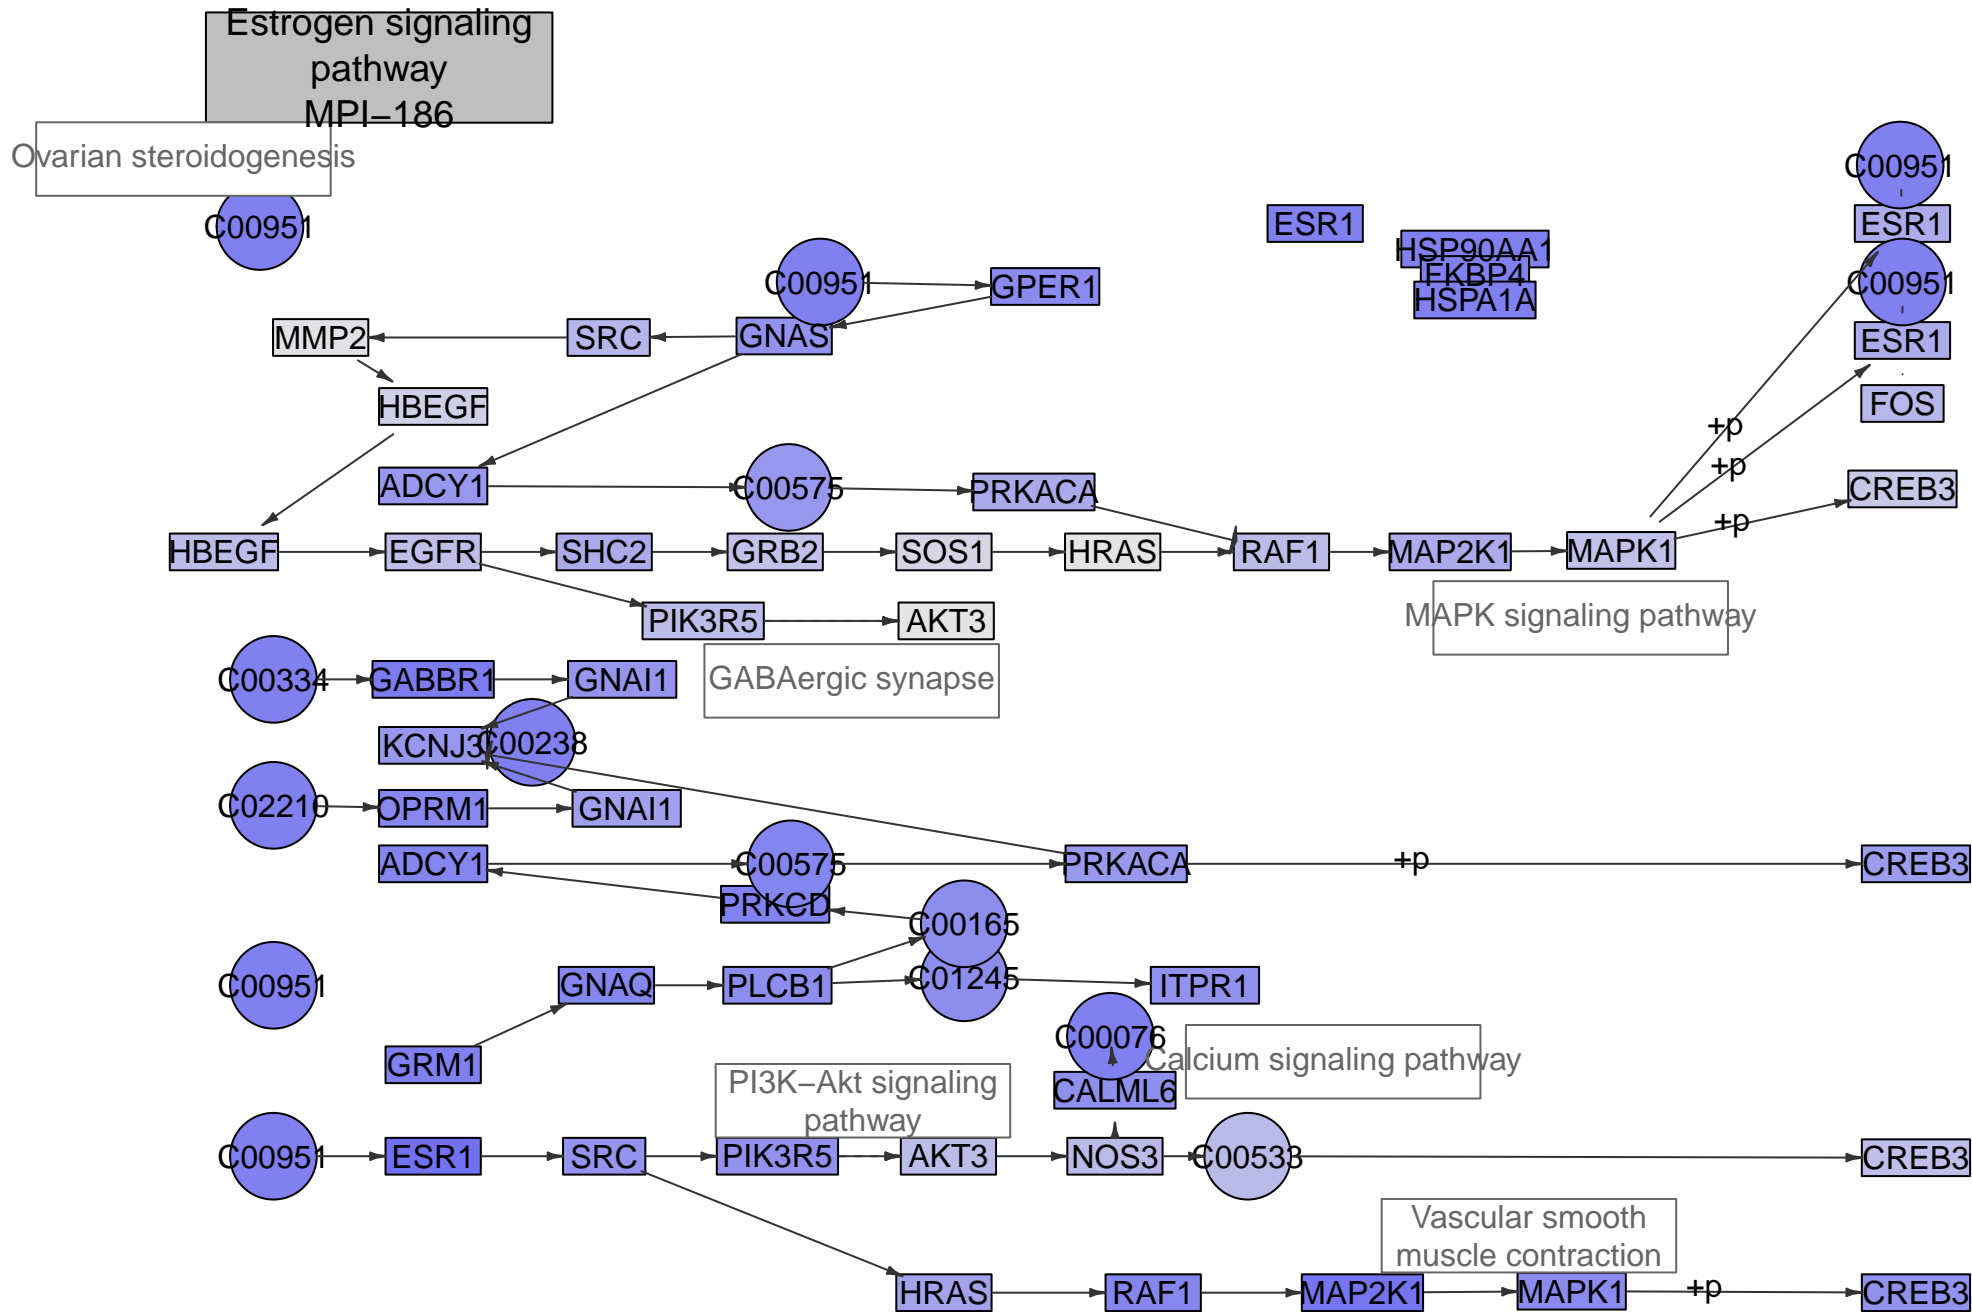 Estrogen signaling
pathway
MPI−186
Ovarian steroidogenesis
C00951
C00951
ESR1
ESR1
C00951
HSP90AA1
FKBP4
HSPA1A
C00951
GPER1
C00951
MMP2
SRC
GNAS
ESR1
HBEGF
FOS
+p
+p
ADCY1
C00575
PRKACA
CREB3
+p
HBEGF
EGFR
SHC2
GRB2
SOS1
HRAS
RAF1
MAP2K1
MAPK1
PIK3R5
AKT3
MAPK signaling pathway
C00334
GABBR1
GNAI1
GABAergic synapse
KCNJ3
C00238
C02210
OPRM1
GNAI1
ADCY1
C00575
PRKACA
+p
CREB3
PRKCD
C00165
C00951
GNAQ
PLCB1
C01245
ITPR1
C00076
Calcium signaling pathway
GRM1
PI3K−Akt signaling
pathway
CALML6
C00951
ESR1
SRC
PIK3R5
AKT3
NOS3
C00533
CREB3
Vascular smooth
muscle contraction
HRAS
RAF1
MAP2K1
MAPK1
+p
CREB3